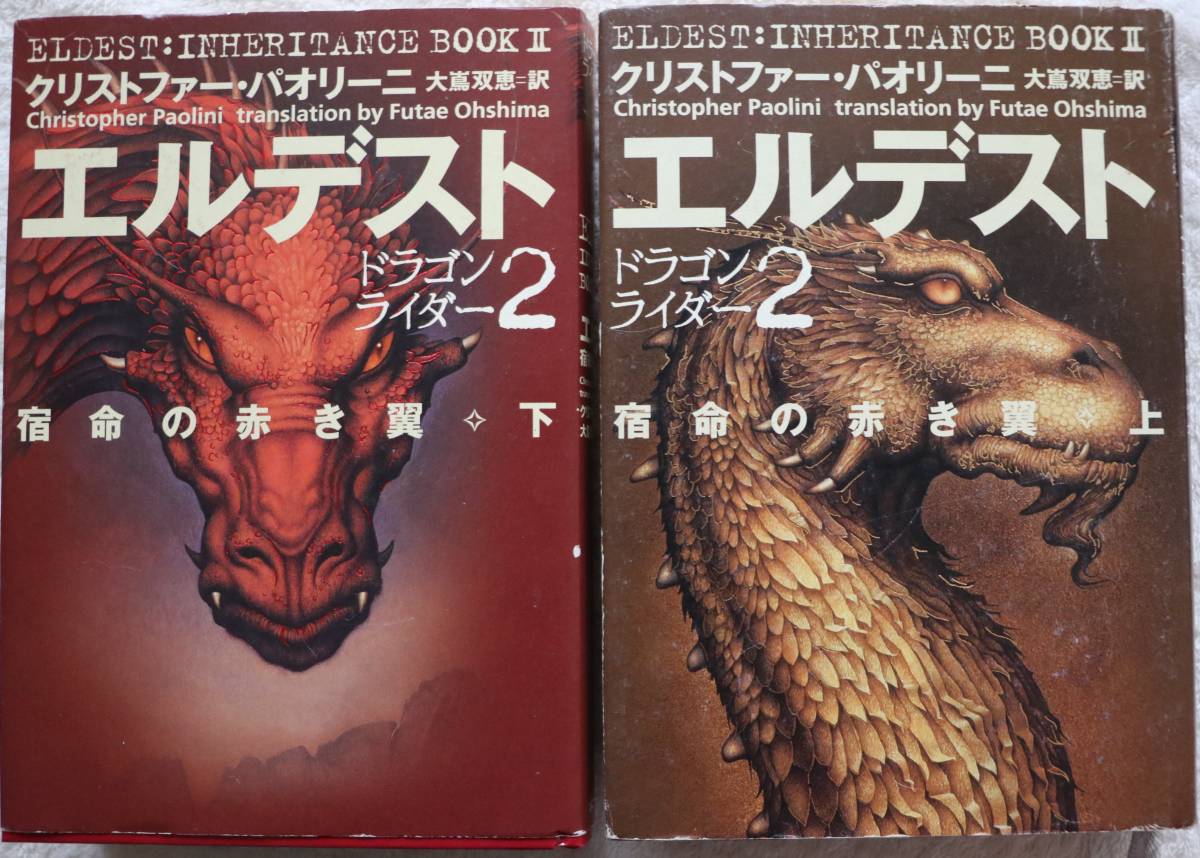 ELDEST:INHERITANCE BOOK II
クリストファー・パオリーニ 大嶌双恵=訳
Christopher Paolini translation by Futae Ohshima
エルデスト
ドラゴン
ライダー2
宿命の赤き翼✧下
ELDEST:INHERITANCE BOOK II
クリストファー・パオリーニ 大嶌双恵=訳
Christopher Paolini translation by Futae Ohshima
エルデスト
ドラゴン
ライダー2
宿命の赤き翼✧上